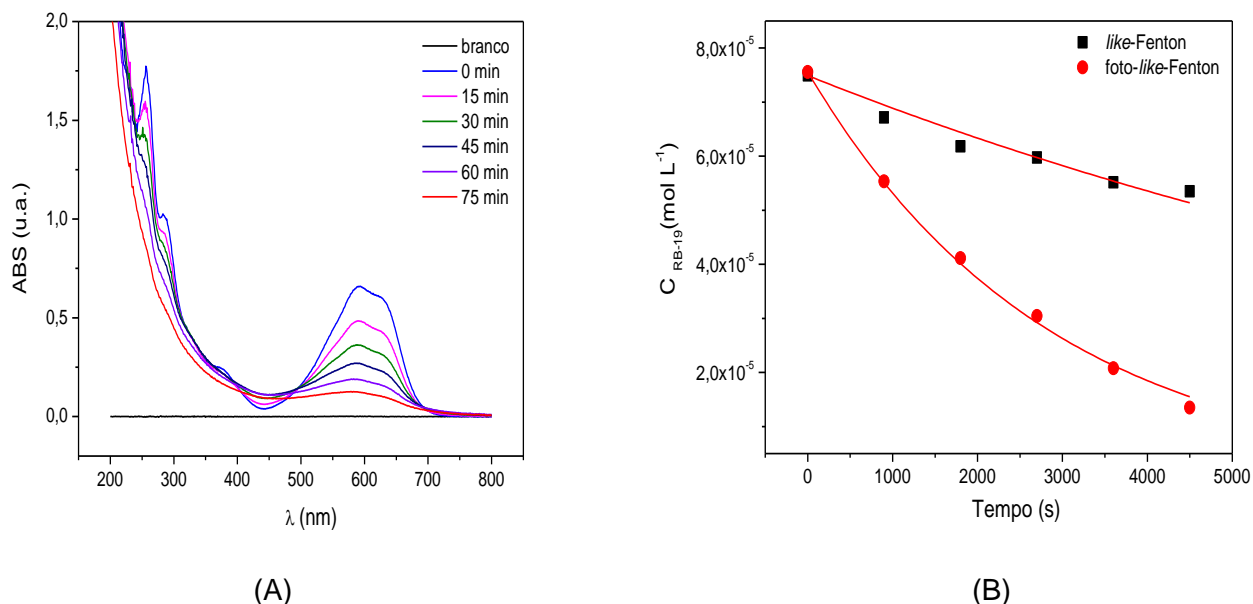 2,0
1,5
1,0
0,5
0,0
ABS (u.a.)
200 300 400 500 600 700 800
λ (nm)
branco
0 min
15 min
30 min
45 min
60 min
75 min
(A)
8,0x10⁻⁵
6,0x10⁻⁵
4,0x10⁻⁵
2,0x10⁻⁵
C RB-19 (mol L⁻¹)
0 1000 2000 3000 4000 5000
Tempo (s)
like-Fenton
foto-like-Fenton
(B)